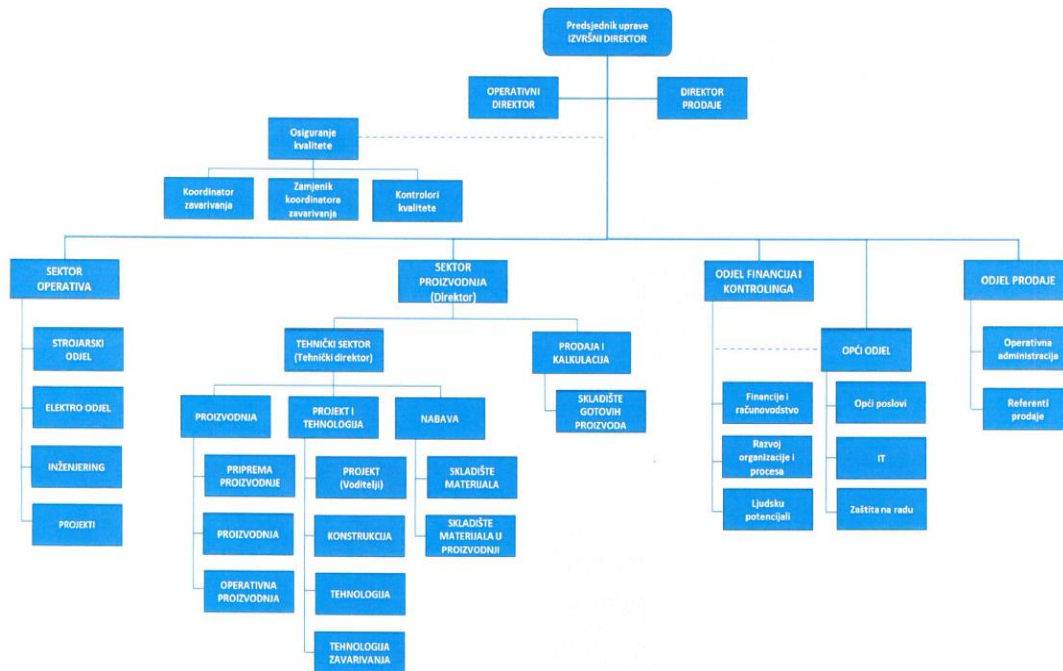 Predsjednik uprave
IZVRŠNI DIREKTOR
OPERATIVNI
DIREKTOR
DIREKTOR
PRODAJE
Osiguranje
kvalitete
Koordinator
zavarivanja
Zamjenik
koordinatora
zavarivanja
Kontrolori
kvalitete
SEKTOR
OPERATIVA
SEKTOR
PROIZVODNJA
(Direktor)
ODJEL FINANCIJA I
KONTROLINGA
ODJEL PRODAJE
STROJARSKI
ODJEL
ELEKTRO ODJEL
INŽENJERING
PROJEKTI
TEHNIČKI SEKTOR
(Tehnički direktor)
PRODAJA I
KALKULACIJA
SKLADIŠTE
GOTOVIH
PROIZVODA
PROIZVODNJA
PROJEKT I
TEHNOLOGIJA
NABAVA
PRIPREMA
PROIZVODNJE
PROIZVODNJA
OPERATIVNA
PROIZVODNJA
PROJEKT
(Voditelji)
KONSTRUKCIJA
TEHNOLOGIJA
TEHNOLOGIJA
ZAVARIVANJA
SKLADIŠTE
MATERIJALA
SKLADIŠTE
MATERIJALA U
PROIZVODNJI
OPĆI ODJEL
Financije i
računovodstvo
Razvoj
organizacije i
procesa
Ljudsku
potencijali
Opći poslovi
IT
Zaštita na radu
Operativna
administracija
Referenti
prodaje